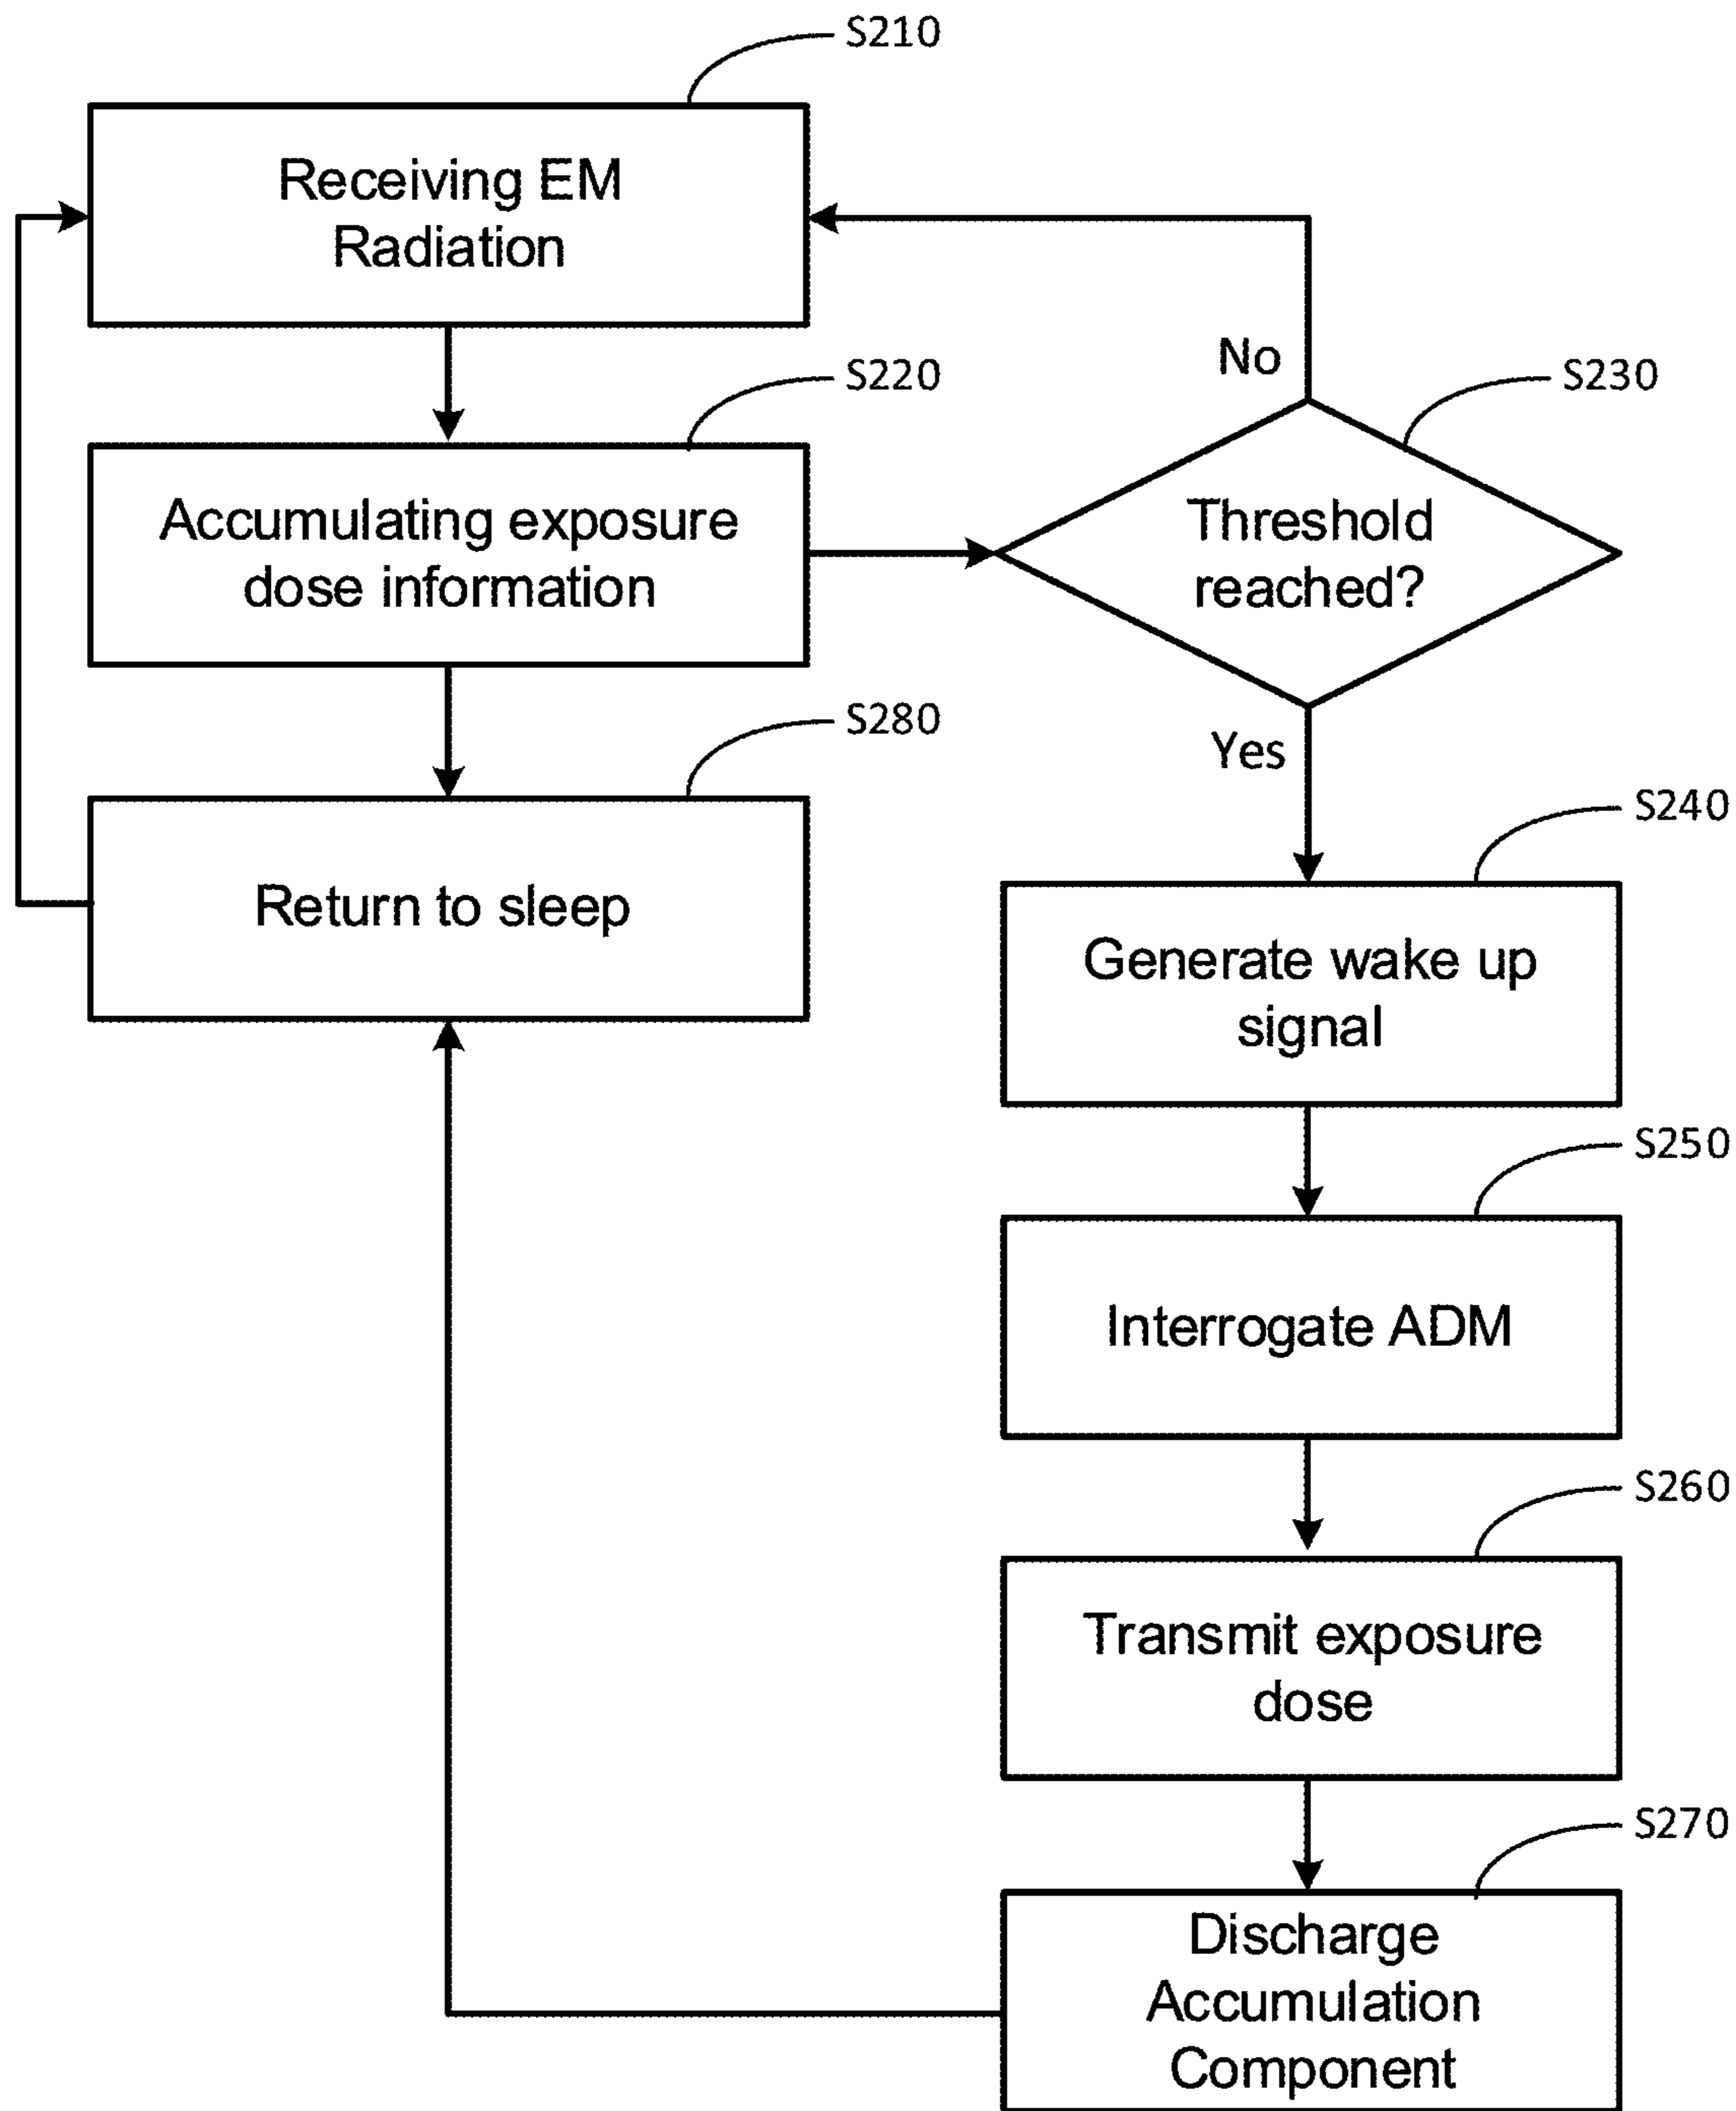 S210
Receiving EM
Radiation
No
S220
S230
Accumulating exposure
dose information
Threshold
reached?
S280
Yes
S240
Return to sleep
Generate wake up
signal
S250
Interrogate ADM
S260
Transmit exposure
dose
S270
Discharge
Accumulation
Component